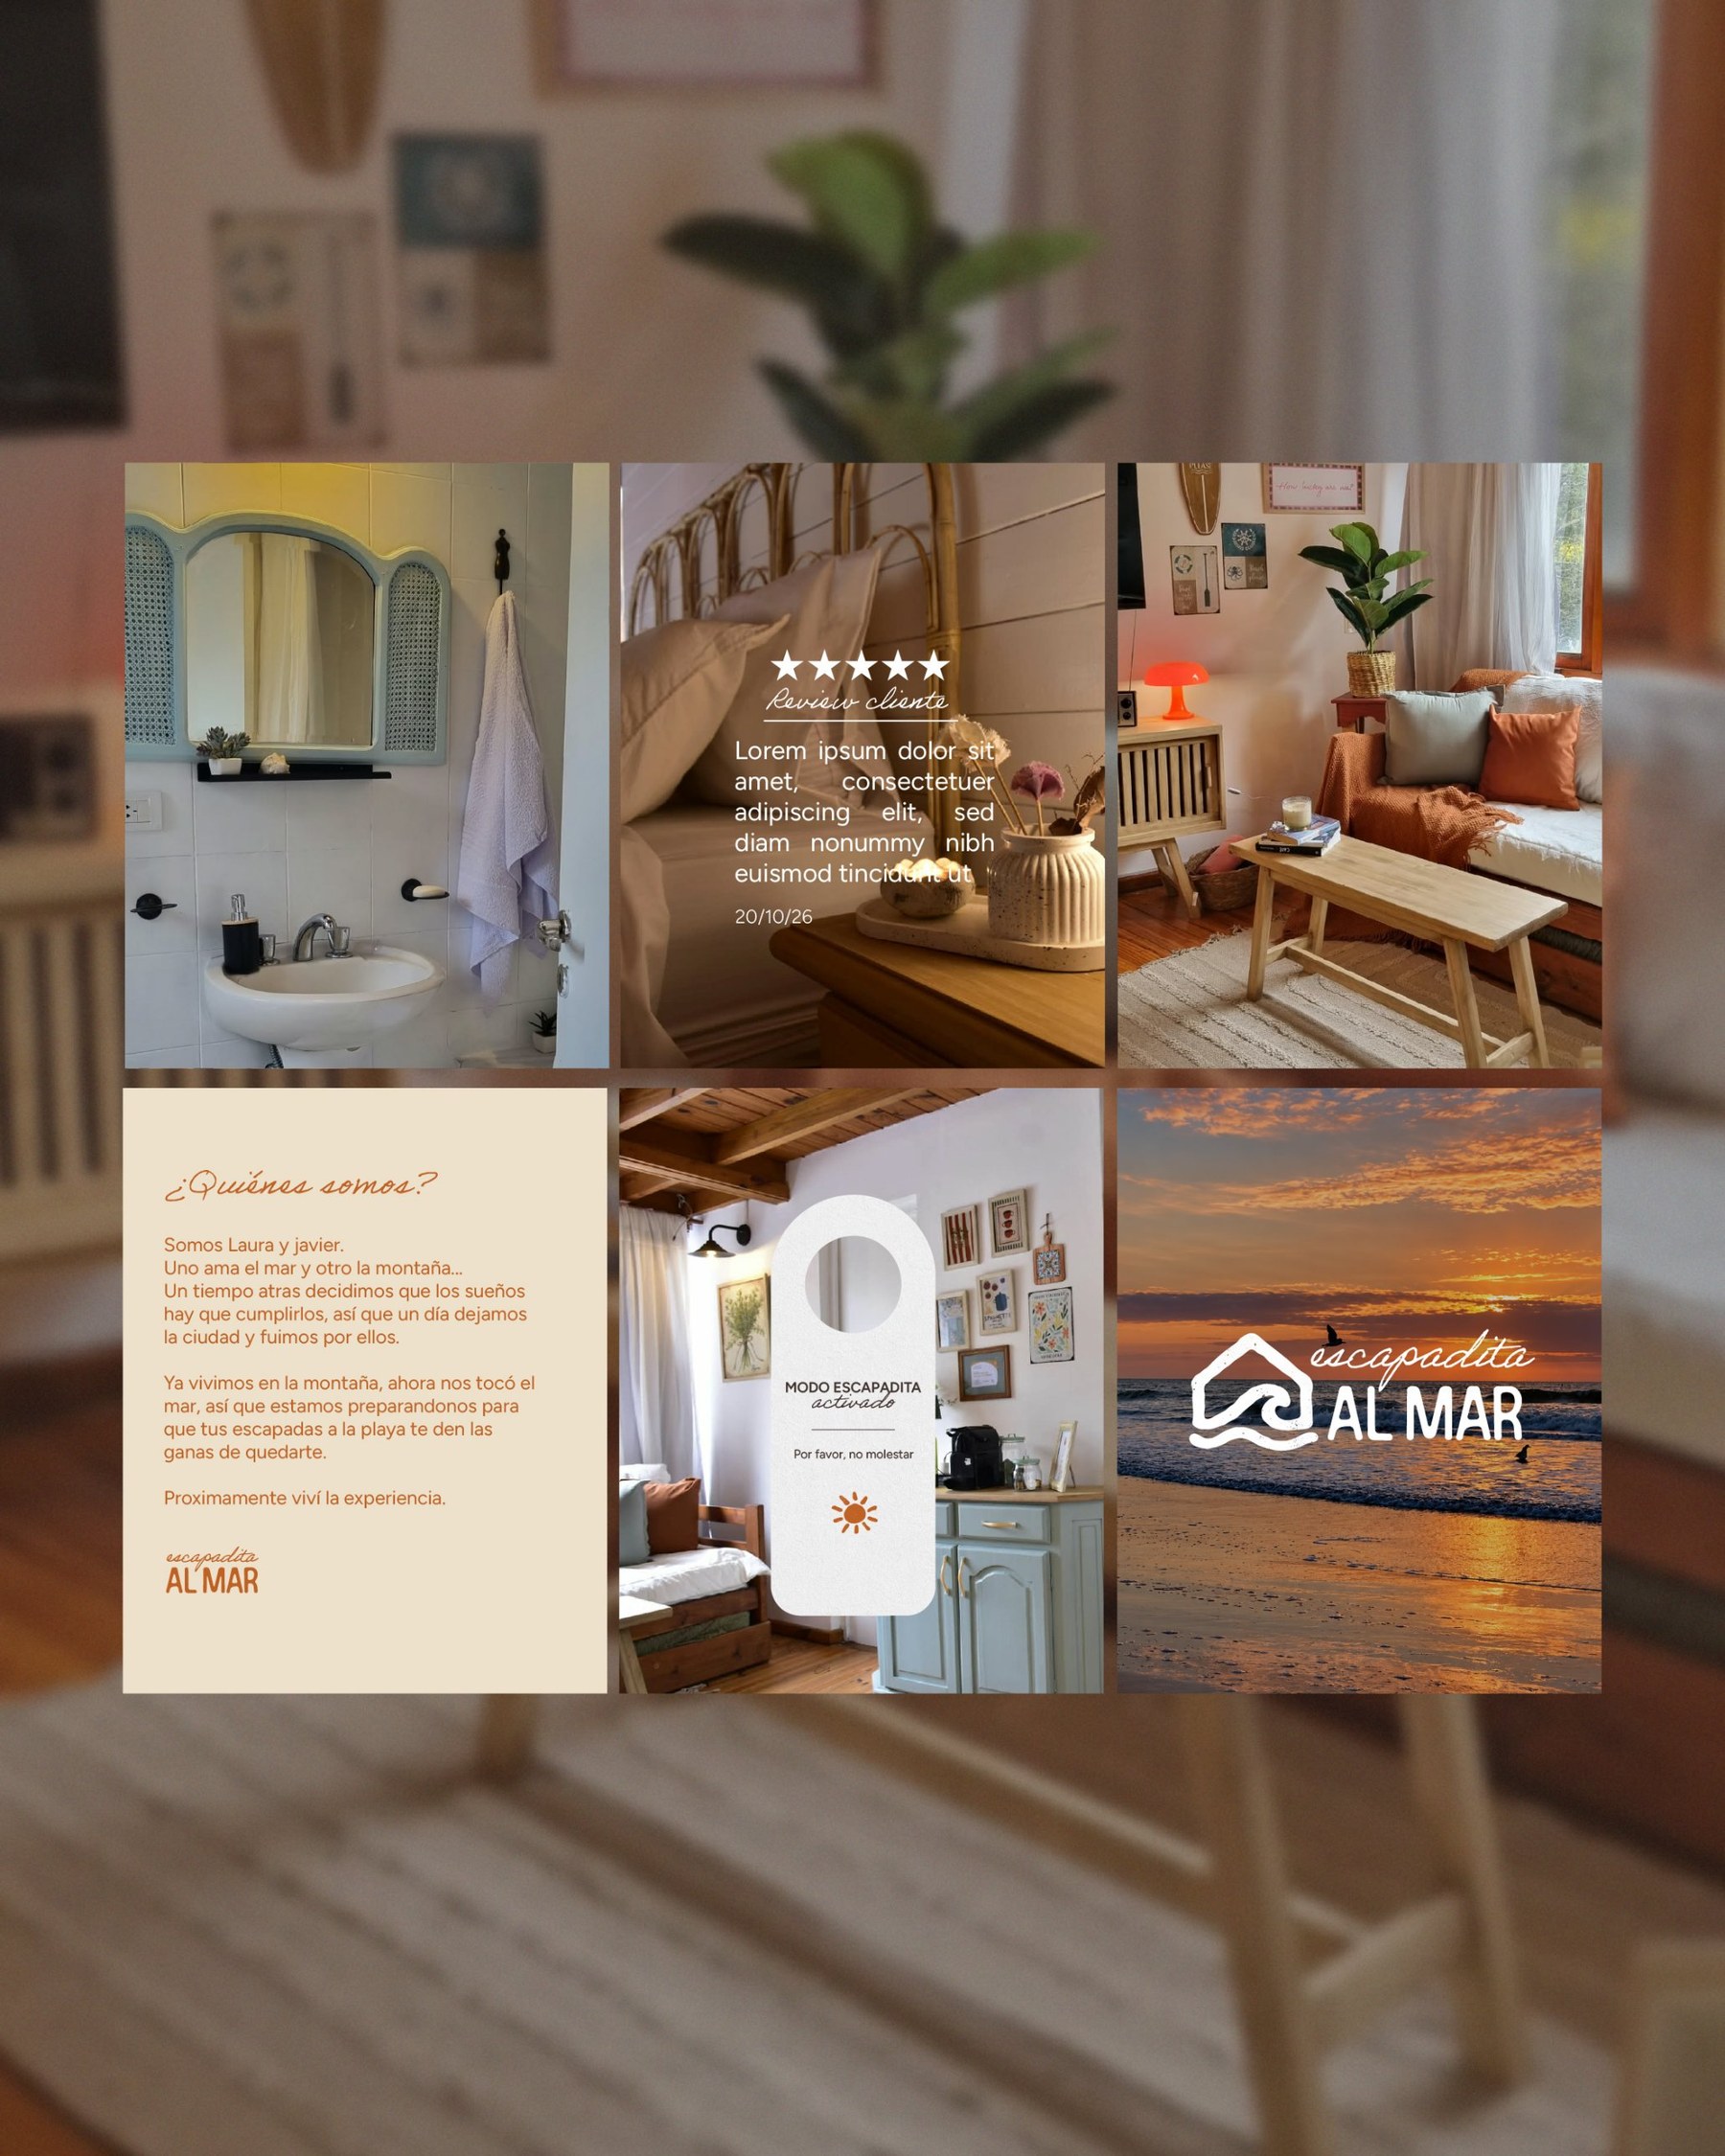 ★★★★★
Review cliente
Lorem ipsum dolor sit
amet, consectetuer
adipiscing elit, sed
diam nonummy nibh
euismod tincidunt ut
20/10/26
How lucky are we?
¿Quiénes somos?
Somos Laura y javier.
Uno ama el mar y otro la montaña...
Un tiempo atras decidimos que los sueños
hay que cumplirlos, así que un día dejamos
la ciudad y fuimos por ellos.
Ya vivimos en la montaña, ahora nos tocó el
mar, así que estamos preparandonos para
que tus escapadas a la playa te den las
ganas de quedarte.
Proximamente viví la experiencia.
escapadita
AL MAR
MODO ESCAPADITA
activado
Por favor, no molestar
escapadita
AL MAR